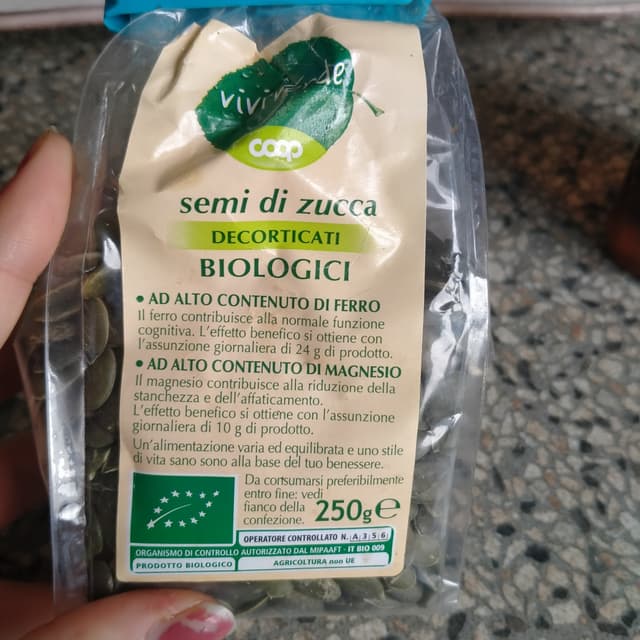 coop
semi di zucca
DECORTICATI
BIOLOGICI
• AD ALTO CONTENUTO DI FERRO
Il ferro contribuisce alla normale funzione
cognitiva. L'effetto benefico si ottiene con
l'assunzione giornaliera di 24 g di prodotto.
• AD ALTO CONTENUTO DI MAGNESIO
Il magnesio contribuisce alla riduzione della
stanchezza e dell'affaticamento.
L'effetto benefico si ottiene con l'assunzione
giornaliera di 10 g di prodotto.
Un'alimentazione varia ed equilibrata e uno stile
di vita sano sono alla base del tuo benessere.
Da consumarsi preferibilmente
entro fine: vedi
fianco della
confezione.
250g e
OPERATORE CONTROLLATO N. A356
ORGANISMO DI CONTROLLO AUTORIZZATO DAL MIPAAFT - IT BIO 009
PRODOTTO BIOLOGICO
AGRICOLTURA non UE